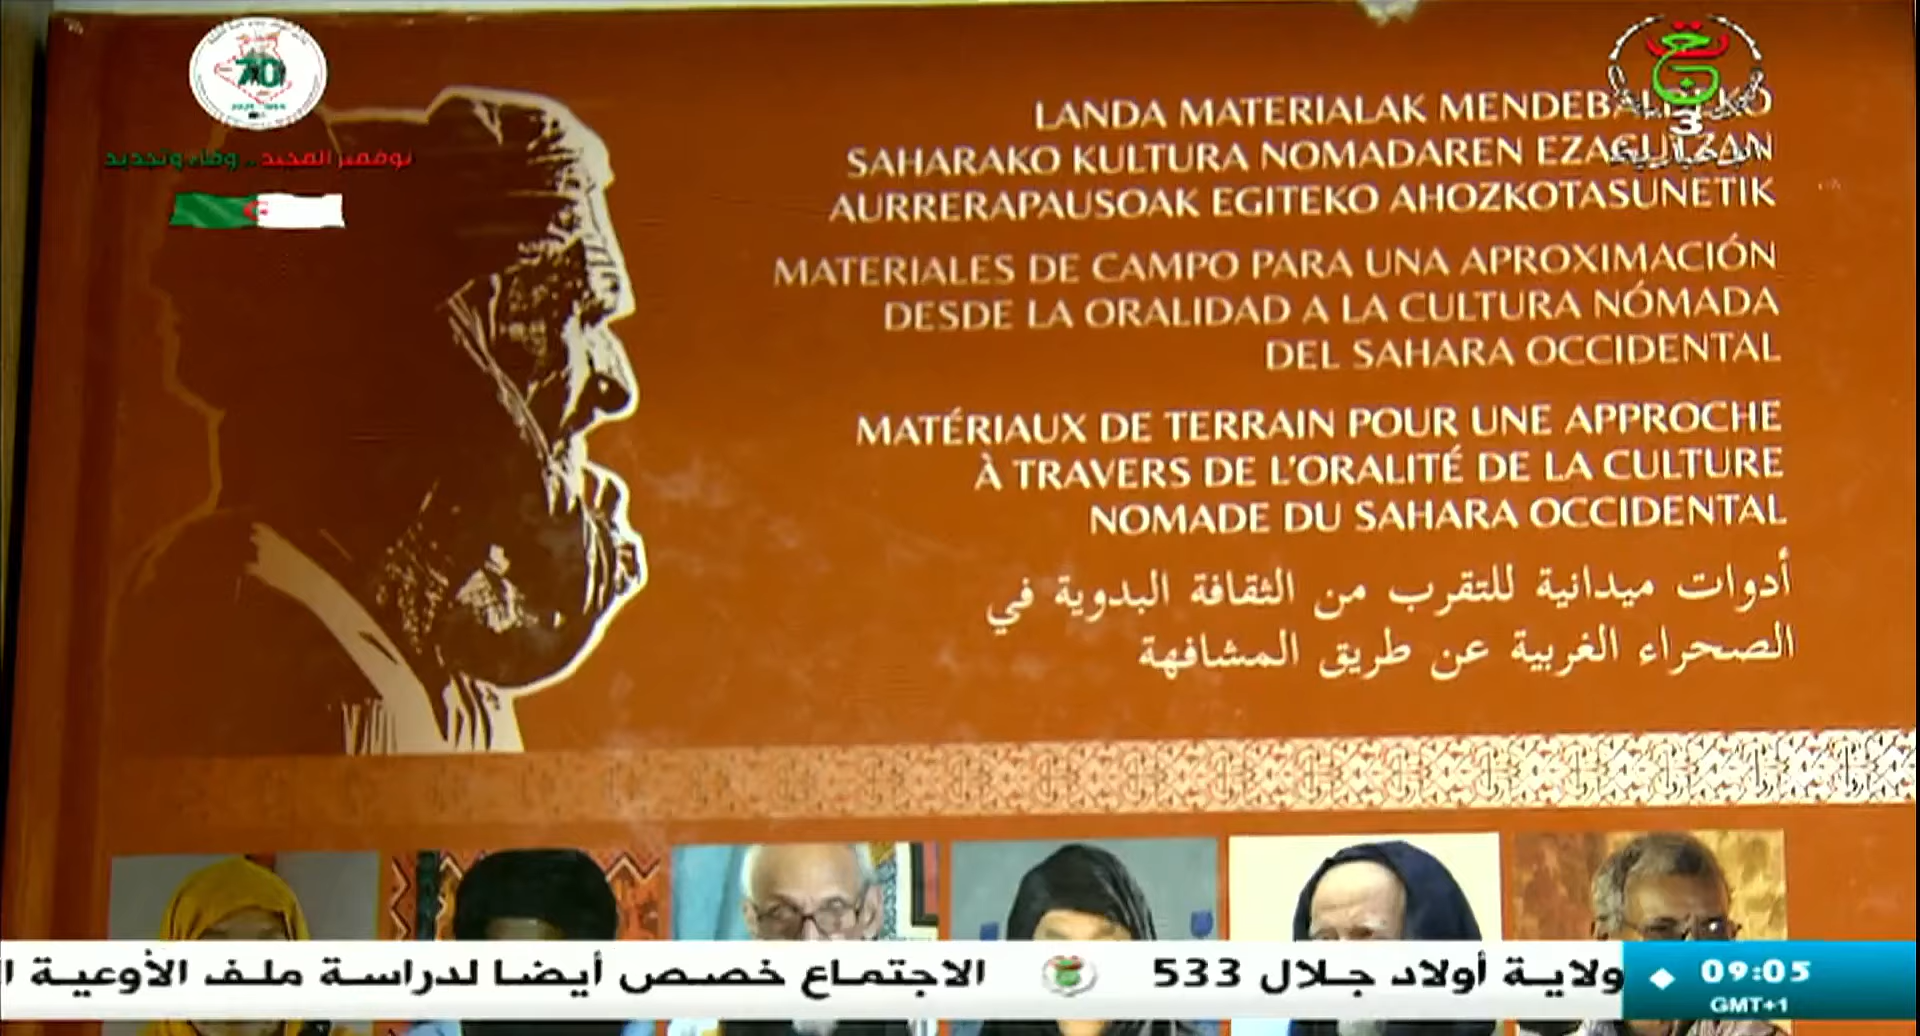 70
نوفمبر المجيد .. وفاء وتجديد
3
LANDA MATERIALAK MENDEBALDEKO
SAHARAKO KULTURA NOMADAREN EZAGUTZAN
AURRERAPAUSOAK EGITEKO AHOZKOTASUNETIK
MATERIALES DE CAMPO PARA UNA APROXIMACIÓN
DESDE LA ORALIDAD A LA CULTURA NÓMADA
DEL SAHARA OCCIDENTAL
MATÉRIAUX DE TERRAIN POUR UNE APPROCHE
À TRAVERS DE L'ORALITÉ DE LA CULTURE
NOMADE DU SAHARA OCCIDENTAL
أدوات ميدانية للتقرب من الثقافة البدوية في
الصحراء الغربية عن طريق المشافهة
ولاية أولاد جلال 533
الاجتماع خصص أيضا لدراسة ملف الأوعية
09:05
GMT+1